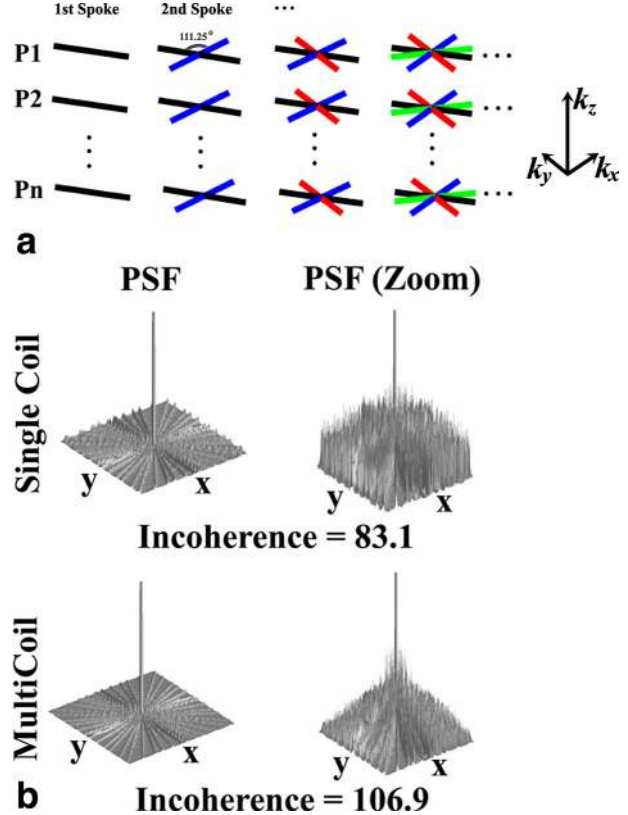 1st Spoke 2nd Spoke ...
P1 111.25° ...
P2
kz
Pn ...
ky kx
a
PSF PSF (Zoom)
Single Coil
y x y x
Incoherence = 83.1
MultiCoil
y x y x
b Incoherence = 106.9